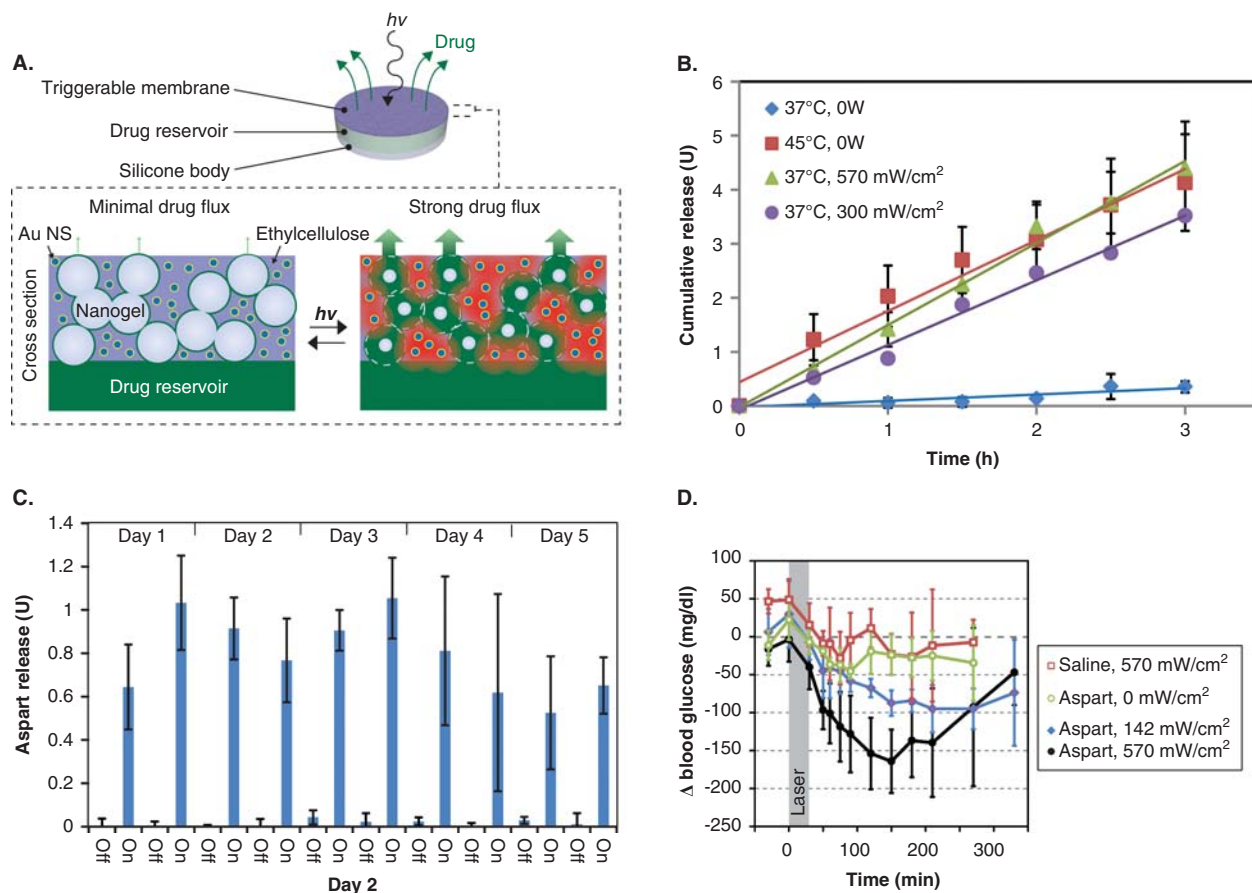 A.
hv
Drug
Triggerable membrane
Drug reservoir
Silicone body
Minimal drug flux
Strong drug flux
Au NS
Ethylcellulose
Cross section
Nanogel
hv
Drug reservoir
B.
6
5
4
3
2
1
0
Cumulative release (U)
37°C, 0W
45°C, 0W
37°C, 570 mW/cm²
37°C, 300 mW/cm²
0 1 2 3
Time (h)
C.
1.4
1.2
1
0.8
0.6
0.4
0.2
0
Aspart release (U)
Day 1 Day 2 Day 3 Day 4 Day 5
Off On Off On Off On Off On Off On Off On Off On Off On Off On Off On
Day 2
D.
50
0
-50
-100
-150
-200
-250
Δ blood glucose (mg/dl)
Laser
0 100 200 300
Time (min)
Saline, 570 mW/cm²
Aspart, 0 mW/cm²
Aspart, 142 mW/cm²
Aspart, 570 mW/cm²